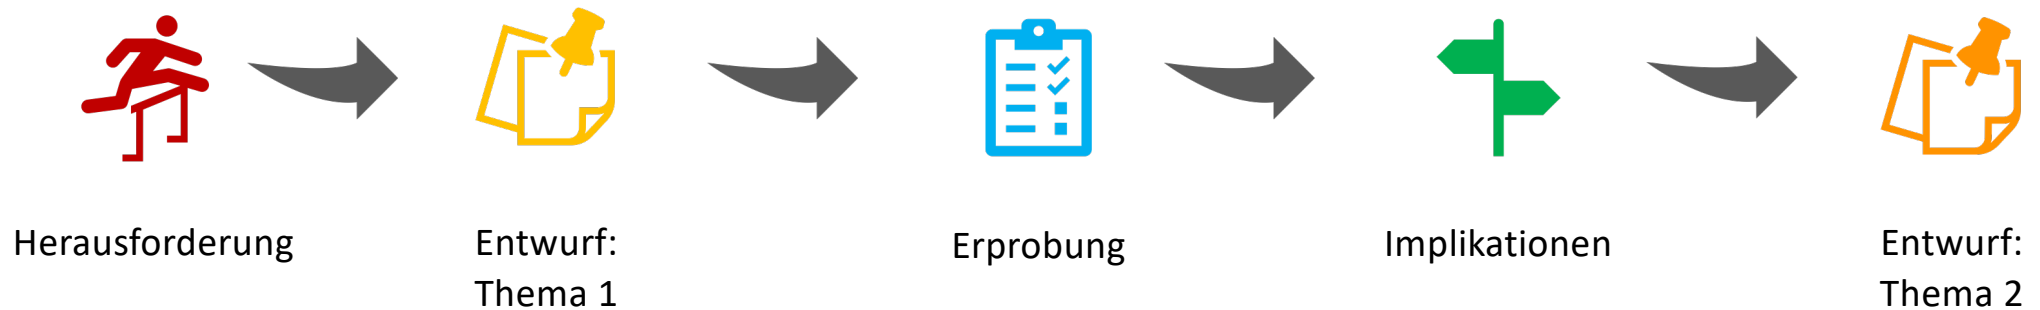 Herausforderung
Entwurf:
Thema 1
Erprobung
Implikationen
Entwurf:
Thema 2